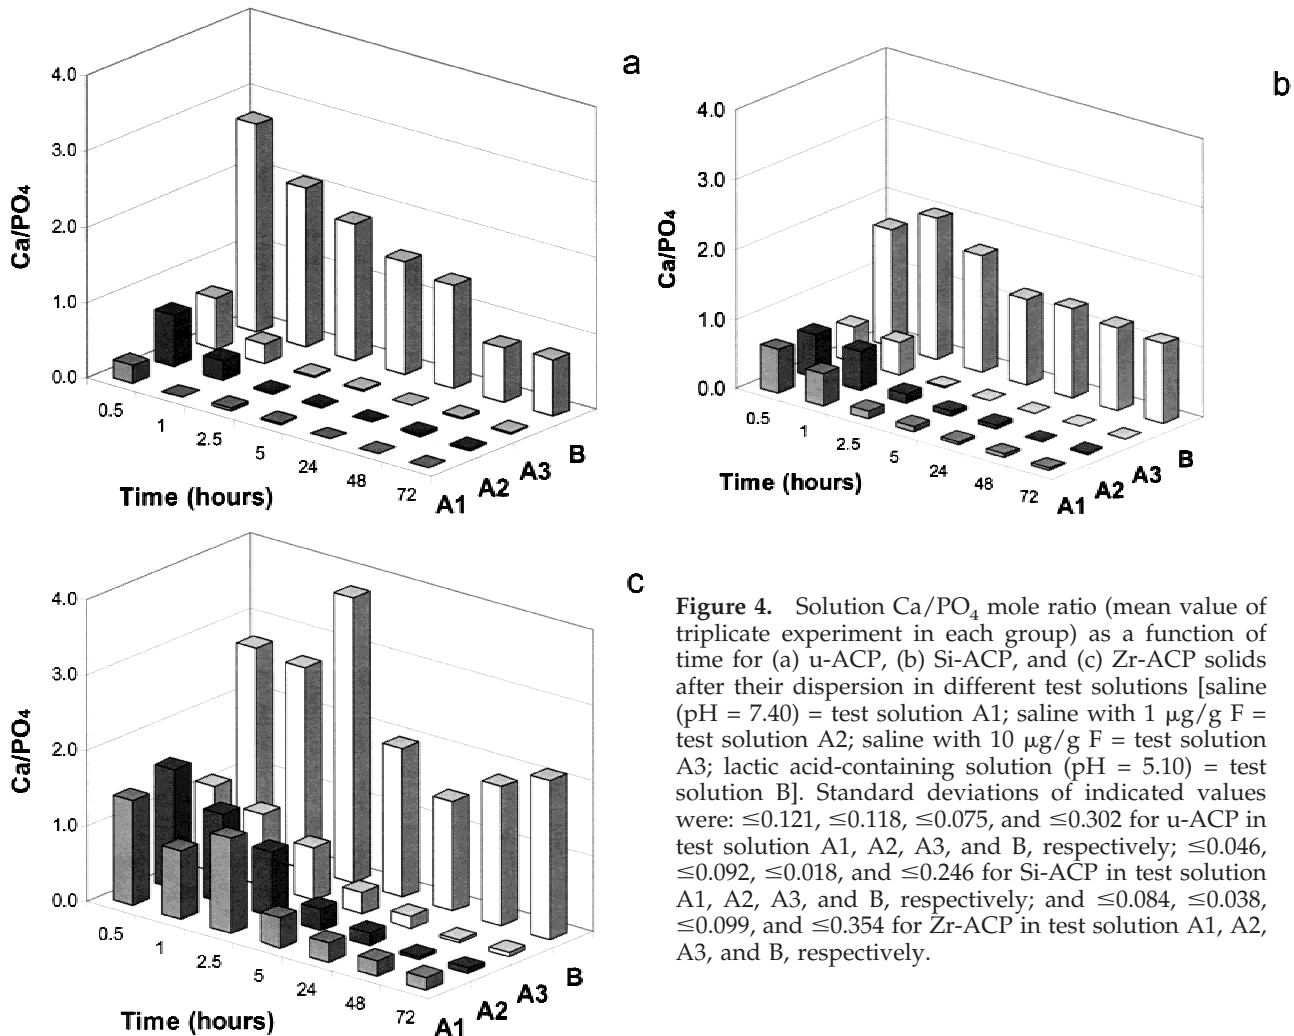 a
4.0
3.0
2.0
1.0
0.0
Ca/PO₄
0.5
1
2.5
5
24
48
72
Time (hours)
A1
A2
A3
B
b
4.0
3.0
2.0
1.0
0.0
Ca/PO₄
0.5
1
2.5
5
24
48
72
Time (hours)
A1
A2
A3
B
c
4.0
3.0
2.0
1.0
0.0
Ca/PO₄
0.5
1
2.5
5
24
48
72
Time (hours)
A1
A2
A3
B
Figure 4. Solution Ca/PO₄ mole ratio (mean value of
triplicate experiment in each group) as a function of
time for (a) u-ACP, (b) Si-ACP, and (c) Zr-ACP solids
after their dispersion in different test solutions [saline
(pH = 7.40) = test solution A1; saline with 1 μg/g F =
test solution A2; saline with 10 μg/g F = test solution
A3; lactic acid-containing solution (pH = 5.10) = test
solution B]. Standard deviations of indicated values
were: ≤0.121, ≤0.118, ≤0.075, and ≤0.302 for u-ACP in
test solution A1, A2, A3, and B, respectively; ≤0.046,
≤0.092, ≤0.018, and ≤0.246 for Si-ACP in test solution
A1, A2, A3, and B, respectively; and ≤0.084, ≤0.038,
≤0.099, and ≤0.354 for Zr-ACP in test solution A1, A2,
A3, and B, respectively.